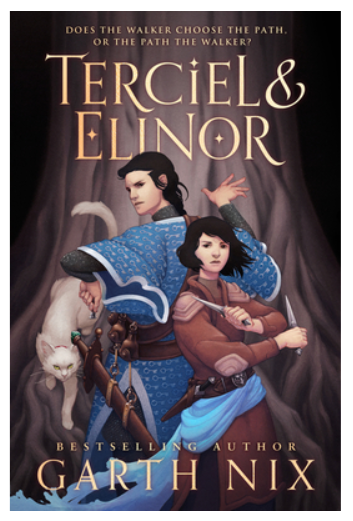 DOES THE WALKER CHOOSE THE PATH,
OR THE PATH THE WALKER?
TERCIEL &
ELINOR
BESTSELLING AUTHOR
GARTH NIX